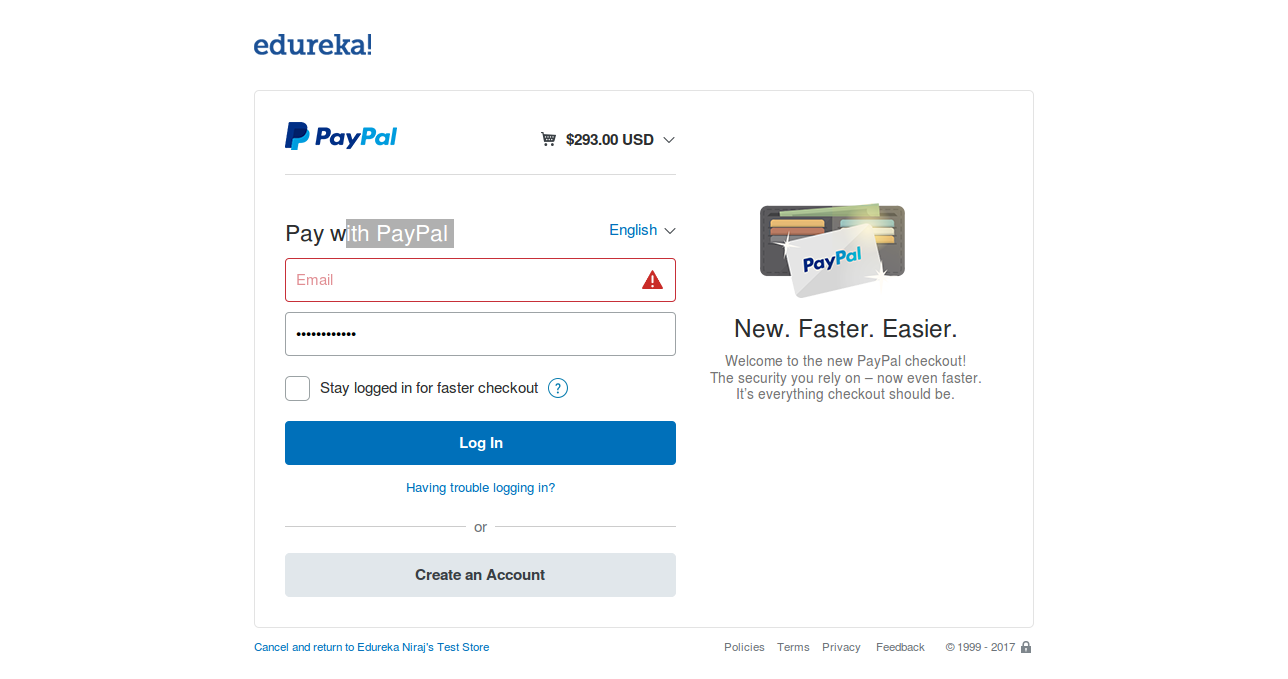 edureka!
PayPal
$293.00 USD
Pay with PayPal
English
Email
••••••••••••
Stay logged in for faster checkout
?
Log In
Having trouble logging in?
or
Create an Account
PayPal
New. Faster. Easier.
Welcome to the new PayPal checkout!
The security you rely on – now even faster.
It's everything checkout should be.
Cancel and return to Edureka Niraj's Test Store
Policies Terms Privacy Feedback © 1999 - 2017